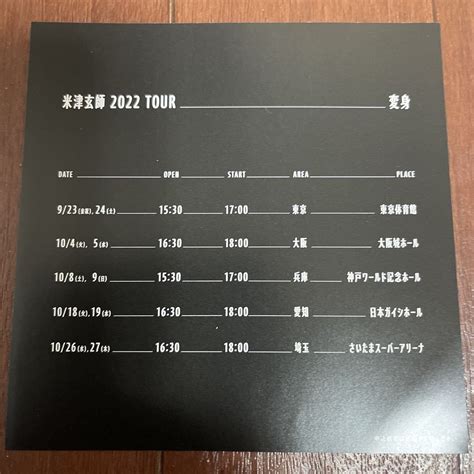 米津玄師 2022 TOUR 変身
DATE OPEN START AREA PLACE
9/23(金祝), 24(土) 15:30 17:00 東京 東京体育館
10/4(火), 5(水) 16:30 18:00 大阪 大阪城ホール
10/8(土), 9(日) 15:30 17:00 兵庫 神戸ワールド記念ホール
10/18(火), 19(水) 16:30 18:00 愛知 日本ガイシホール
10/26(水), 27(木) 16:30 18:00 埼玉 さいたまスーパーアリーナ